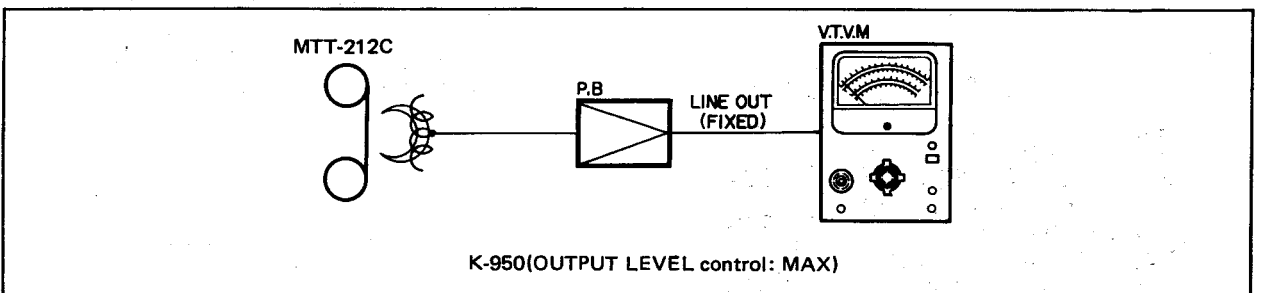 MTT-212C
P.B
LINE OUT
(FIXED)
V.T.V.M
K-950(OUTPUT LEVEL control: MAX)